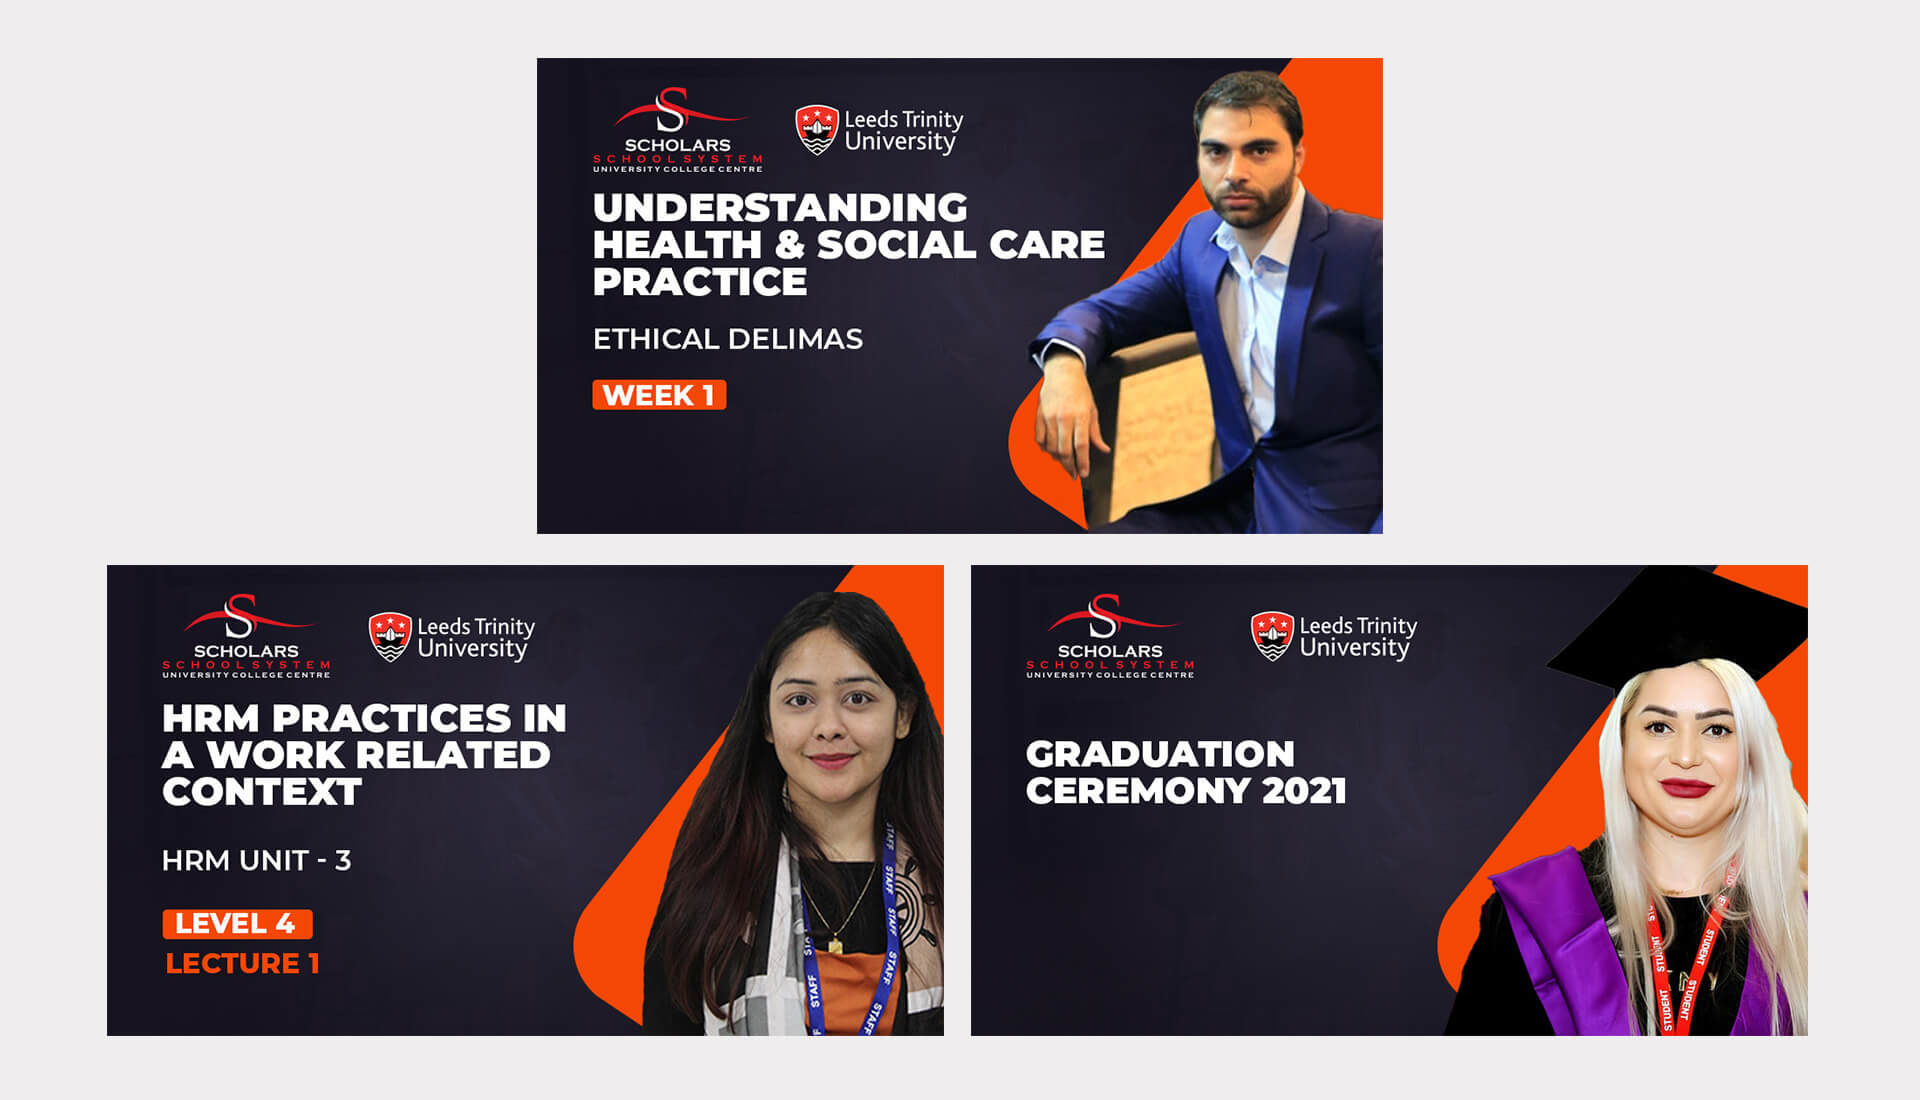 SCHOLARS
SCHOOL SYSTEM
UNIVERSITY COLLEGE CENTRE
Leeds Trinity
University
UNDERSTANDING
HEALTH & SOCIAL CARE
PRACTICE
ETHICAL DELIMAS
WEEK 1
SCHOLARS
SCHOOL SYSTEM
UNIVERSITY COLLEGE CENTRE
Leeds Trinity
University
HRM PRACTICES IN
A WORK RELATED
CONTEXT
HRM UNIT - 3
LEVEL 4
LECTURE 1
STAFF
STAFF
STAFF
STAFF
STAFF
STAFF
SCHOLARS
SCHOOL SYSTEM
UNIVERSITY COLLEGE CENTRE
Leeds Trinity
University
GRADUATION
CEREMONY 2021
STUDENT
STUDENT
STUDENT
STUDENT